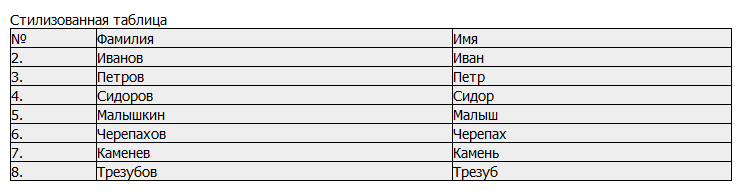 Стилизованная таблица
№ Фамилия Имя
2. Иванов Иван
3. Петров Петр
4. Сидоров Сидор
5. Малышкин Малыш
6. Черепахов Черепах
7. Каменев Камень
8. Трезубов Трезуб